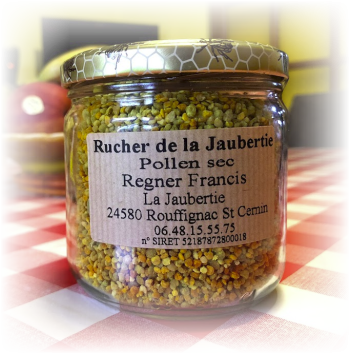 Rucher de la Jaubertie
Pollen sec
Regner Francis
La Jaubertie
24580 Rouffignac St Cernin
06.48.15.55.75
n° SIRET 52187872800018